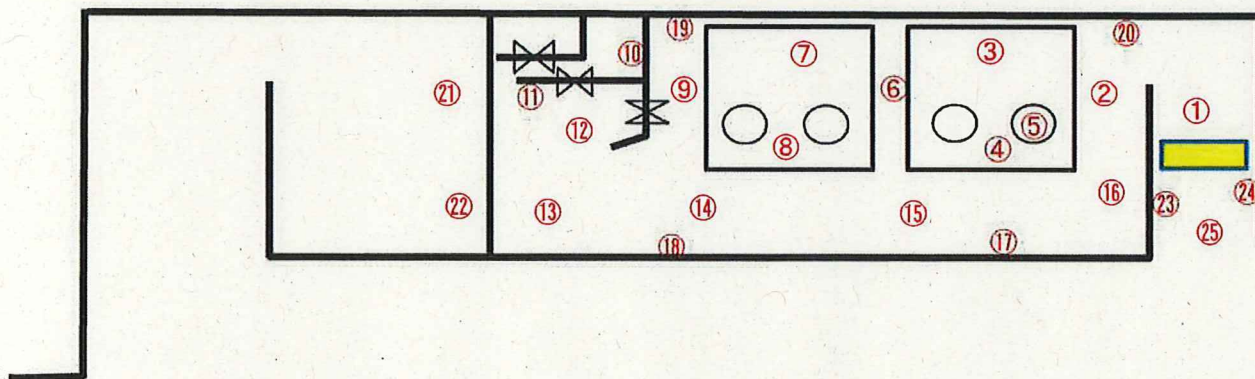 ⑲ ⑳
⑩ ⑦ ③
㉑ ⑪ ⑨ ⑥ ② ①
⑫ ⑧ ④ ⑤
㉒ ⑬ ⑭ ⑮ ⑯ ㉓ ㉔
⑱ ⑰ ㉕